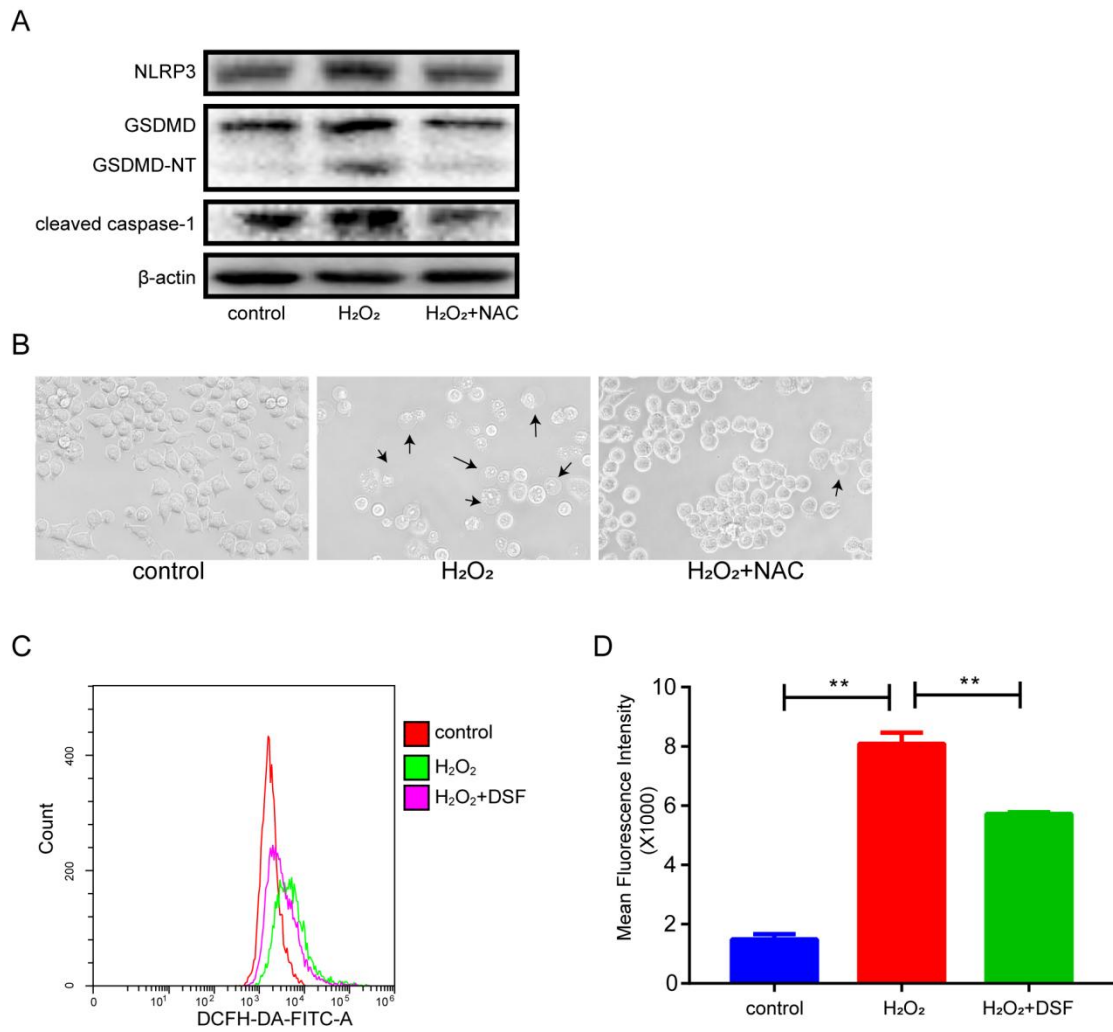 A
NLRP3
GSDMD
GSDMD-NT
cleaved caspase-1
β-actin
control H₂O₂ H₂O₂+NAC
B
control H₂O₂ H₂O₂+NAC
C
Count
400
200
0
0 10¹ 10² 10³ 10⁴ 10⁵ 10⁶
DCFH-DA-FITC-A
control
H₂O₂
H₂O₂+DSF
D
Mean Fluorescence Intensity
(X1000)
10
8
6
4
2
0
** **
control H₂O₂ H₂O₂+DSF